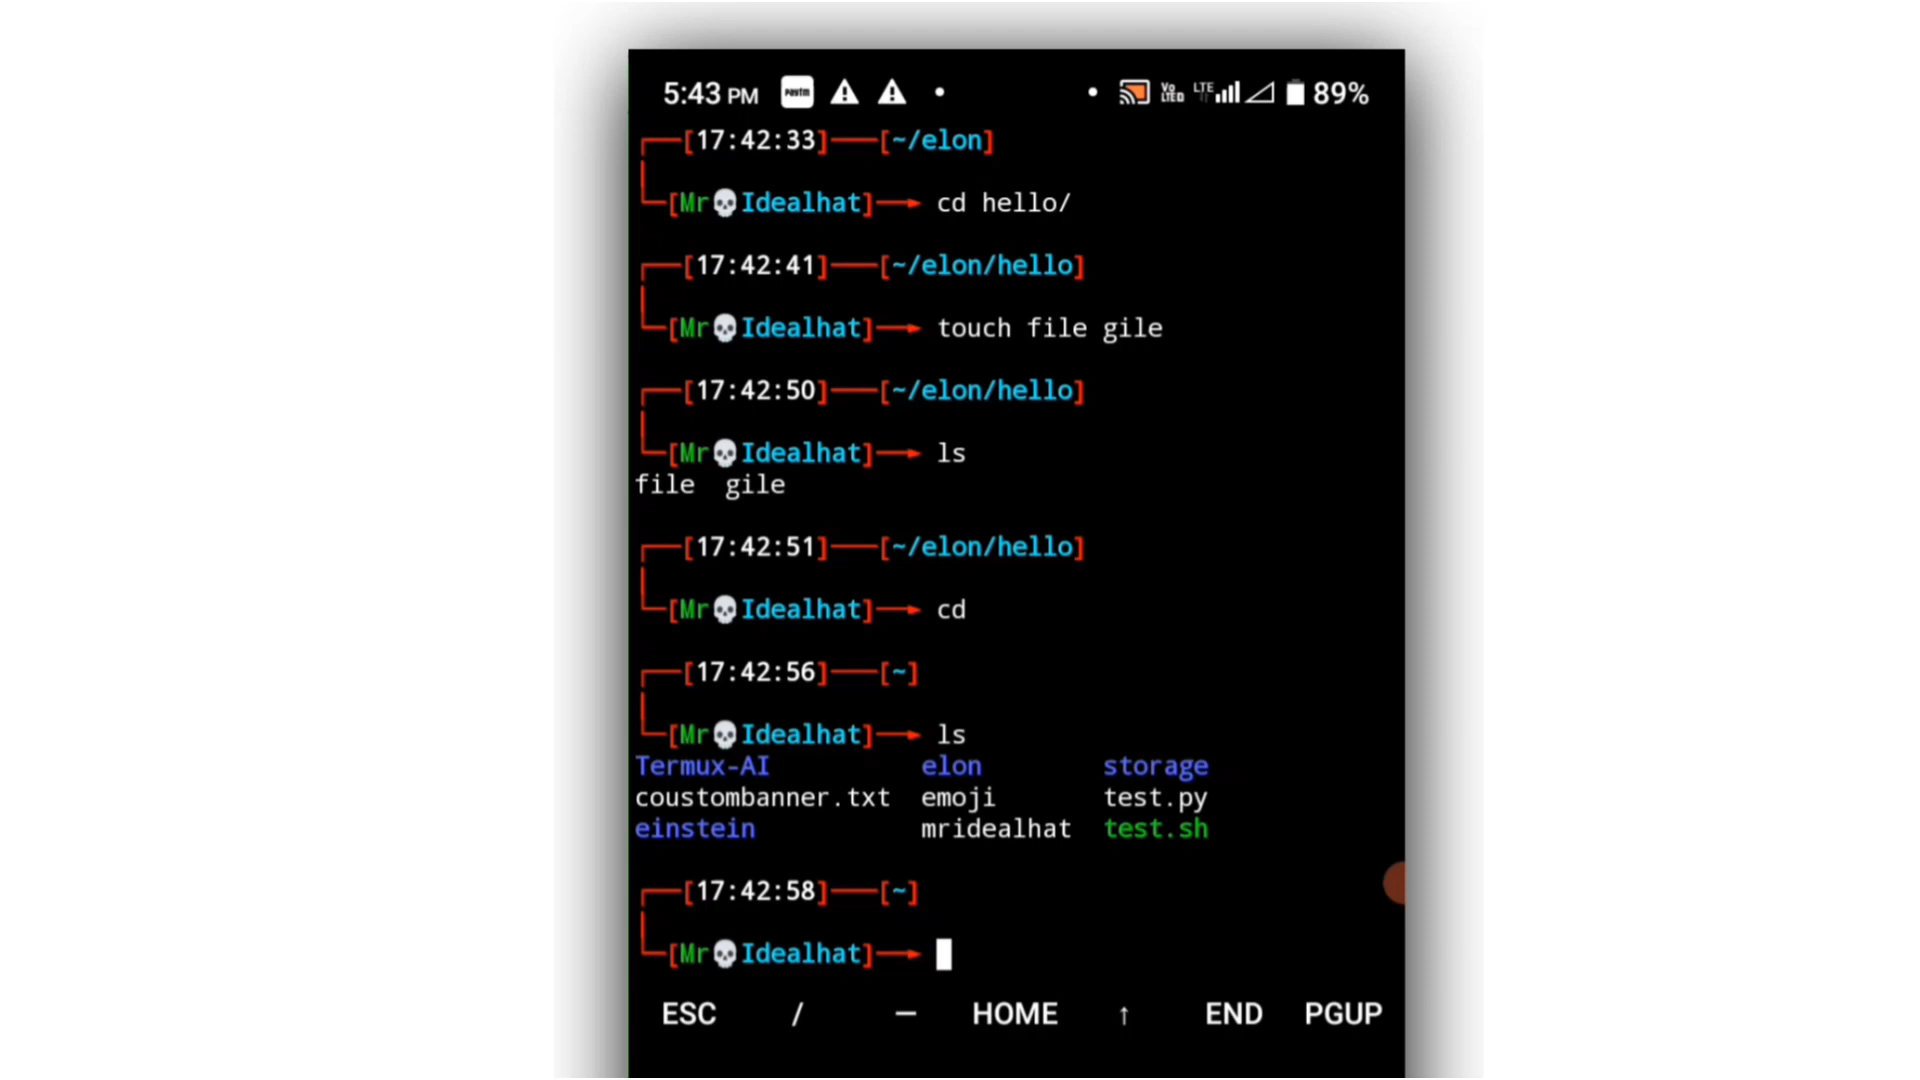 5:43 PM paytm VoLTED LTE 89%
[17:42:33]——[~/elon]
[Mr💀Idealhat]—► cd hello/
[17:42:41]——[~/elon/hello]
[Mr💀Idealhat]—► touch file gile
[17:42:50]——[~/elon/hello]
[Mr💀Idealhat]—► ls
file gile
[17:42:51]——[~/elon/hello]
[Mr💀Idealhat]—► cd
[17:42:56]——[~]
[Mr💀Idealhat]—► ls
Termux-AI elon storage
coustombanner.txt emoji test.py
einstein mridealhat test.sh
[17:42:58]——[~]
[Mr💀Idealhat]—►
ESC / — HOME ↑ END PGUP